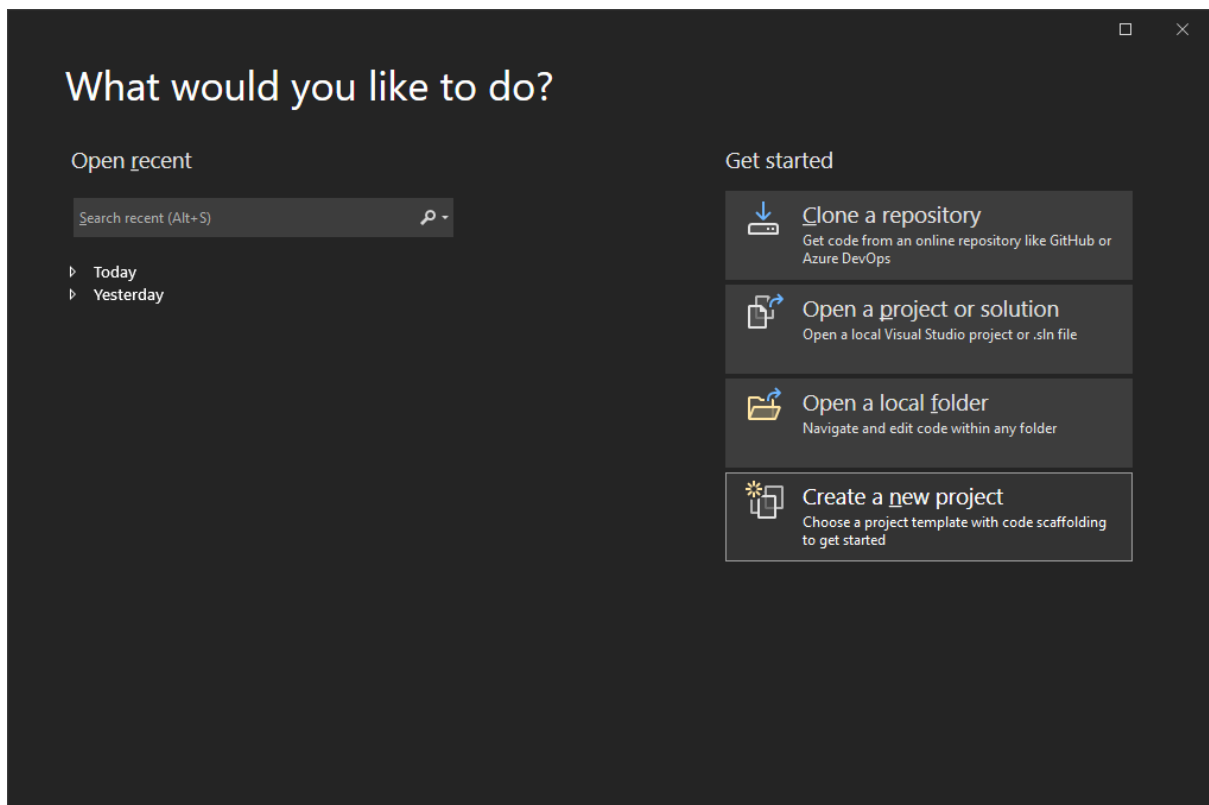 What would you like to do?
Open recent
Search recent (Alt+S)
Today
Yesterday
Get started
Clone a repository
Get code from an online repository like GitHub or
Azure DevOps
Open a project or solution
Open a local Visual Studio project or .sln file
Open a local folder
Navigate and edit code within any folder
Create a new project
Choose a project template with code scaffolding
to get started